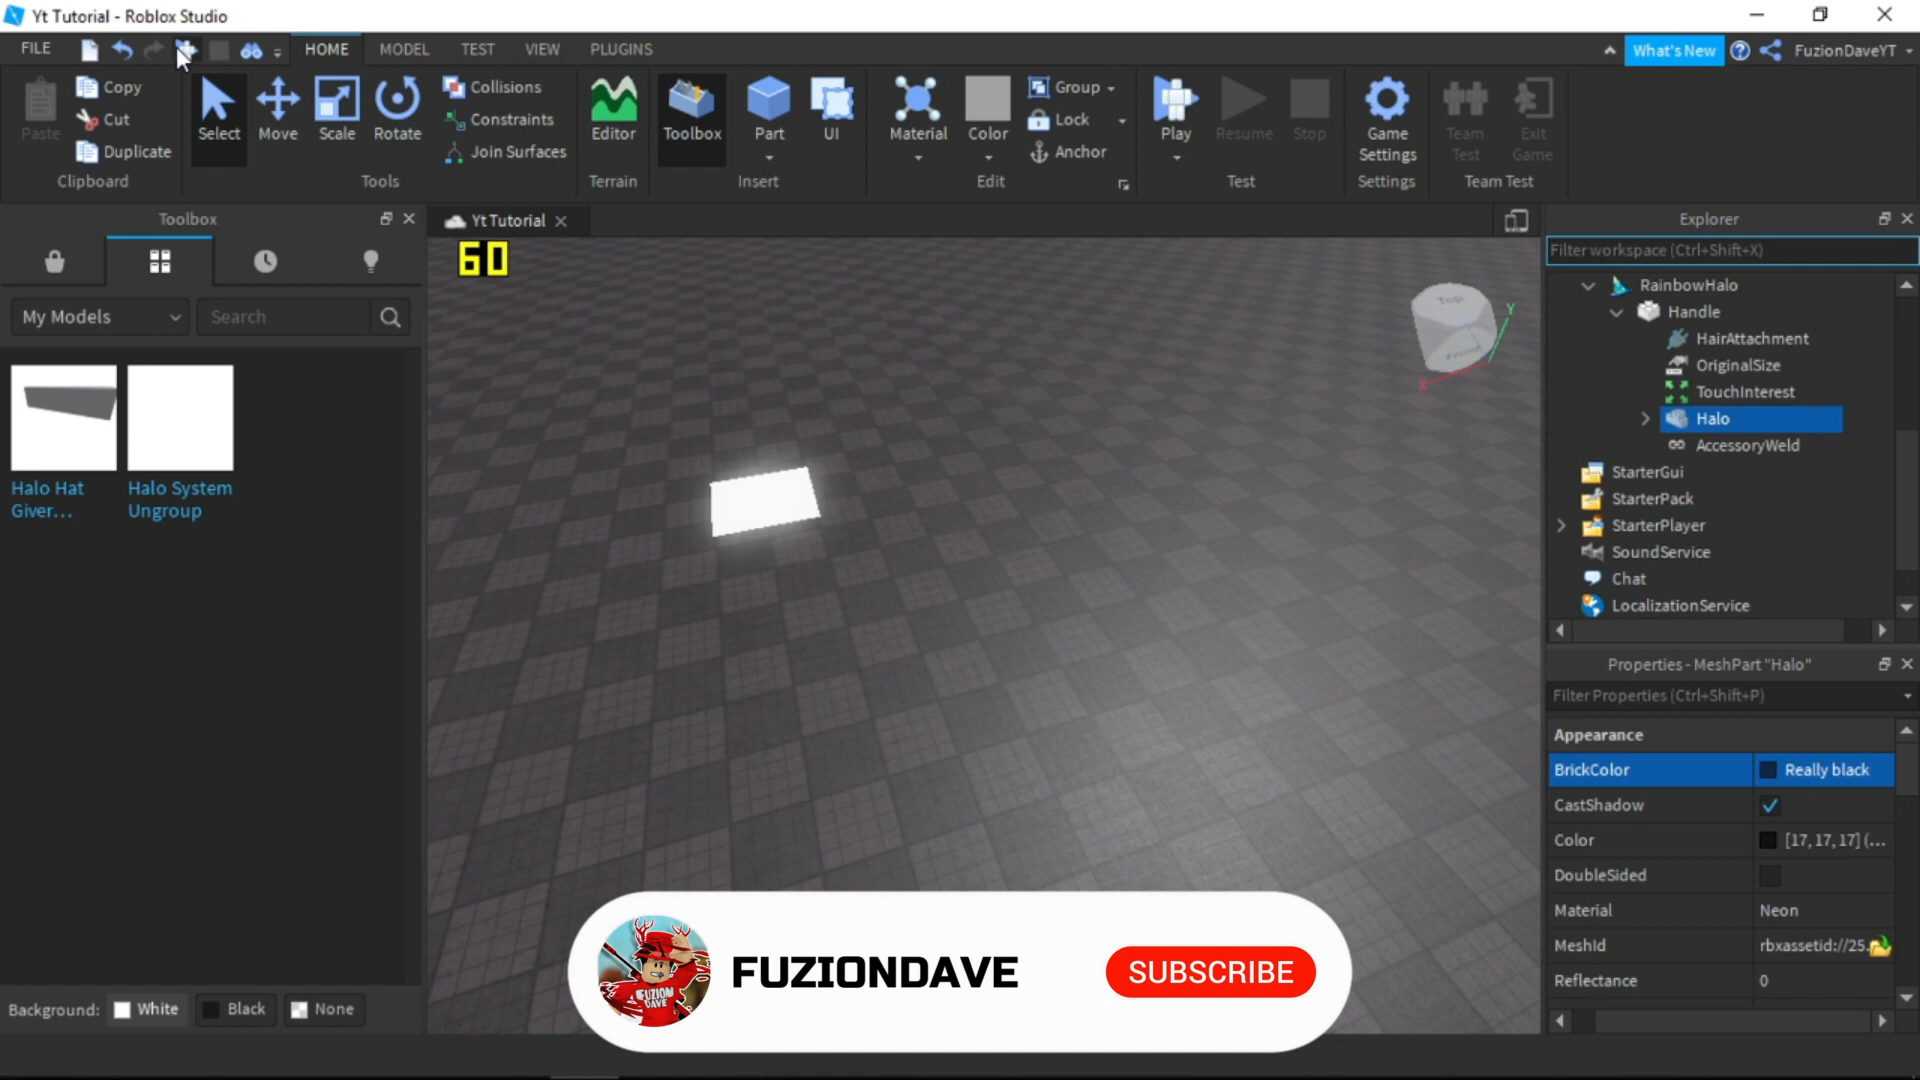 Yt Tutorial - Roblox Studio
FILE
HOME
MODEL
TEST
VIEW
PLUGINS
What's New
FuzionDaveYT
Paste
Copy
Cut
Duplicate
Clipboard
Select
Move
Scale
Rotate
Collisions
Constraints
Join Surfaces
Tools
Editor
Terrain
Toolbox
Part
UI
Insert
Material
Color
Group
Lock
Anchor
Edit
Play
Resume
Stop
Test
Game
Settings
Settings
Team
Test
Exit
Game
Team Test
Toolbox
My Models
Search
Halo Hat
Giver...
Halo System
Ungroup
Background:
White
Black
None
Yt Tutorial
60
Top
Y
X
FUZION
DAVE
FUZIONDAVE
SUBSCRIBE
Explorer
Filter workspace (Ctrl+Shift+X)
RainbowHalo
Handle
HairAttachment
OriginalSize
TouchInterest
Halo
AccessoryWeld
StarterGui
StarterPack
StarterPlayer
SoundService
Chat
LocalizationService
Properties - MeshPart "Halo"
Filter Properties (Ctrl+Shift+P)
Appearance
BrickColor Really black
CastShadow
Color [17, 17, 17] (...
DoubleSided
Material Neon
MeshId rbxassetid://25.
Reflectance 0